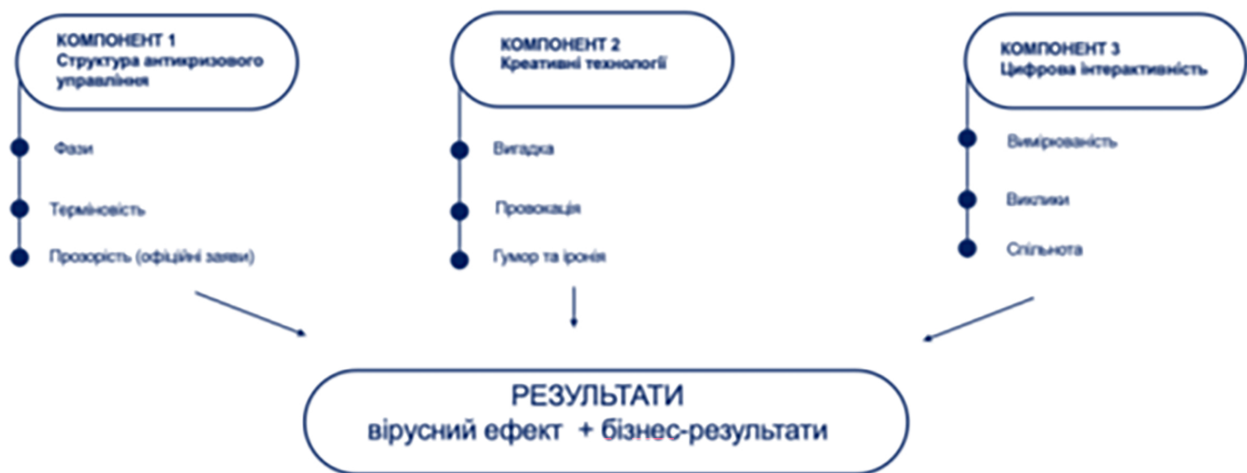 КОМПОНЕНТ 1
Структура антикризового
управління
Фази
Терміновість
Прозорість (офіційні заяви)
КОМПОНЕНТ 2
Креативні технології
Вигадка
Провокація
Гумор та іронія
КОМПОНЕНТ 3
Цифрова інтерактивність
Вимірюваність
Виклики
Спільнота
РЕЗУЛЬТАТИ
вірусний ефект + бізнес-результати